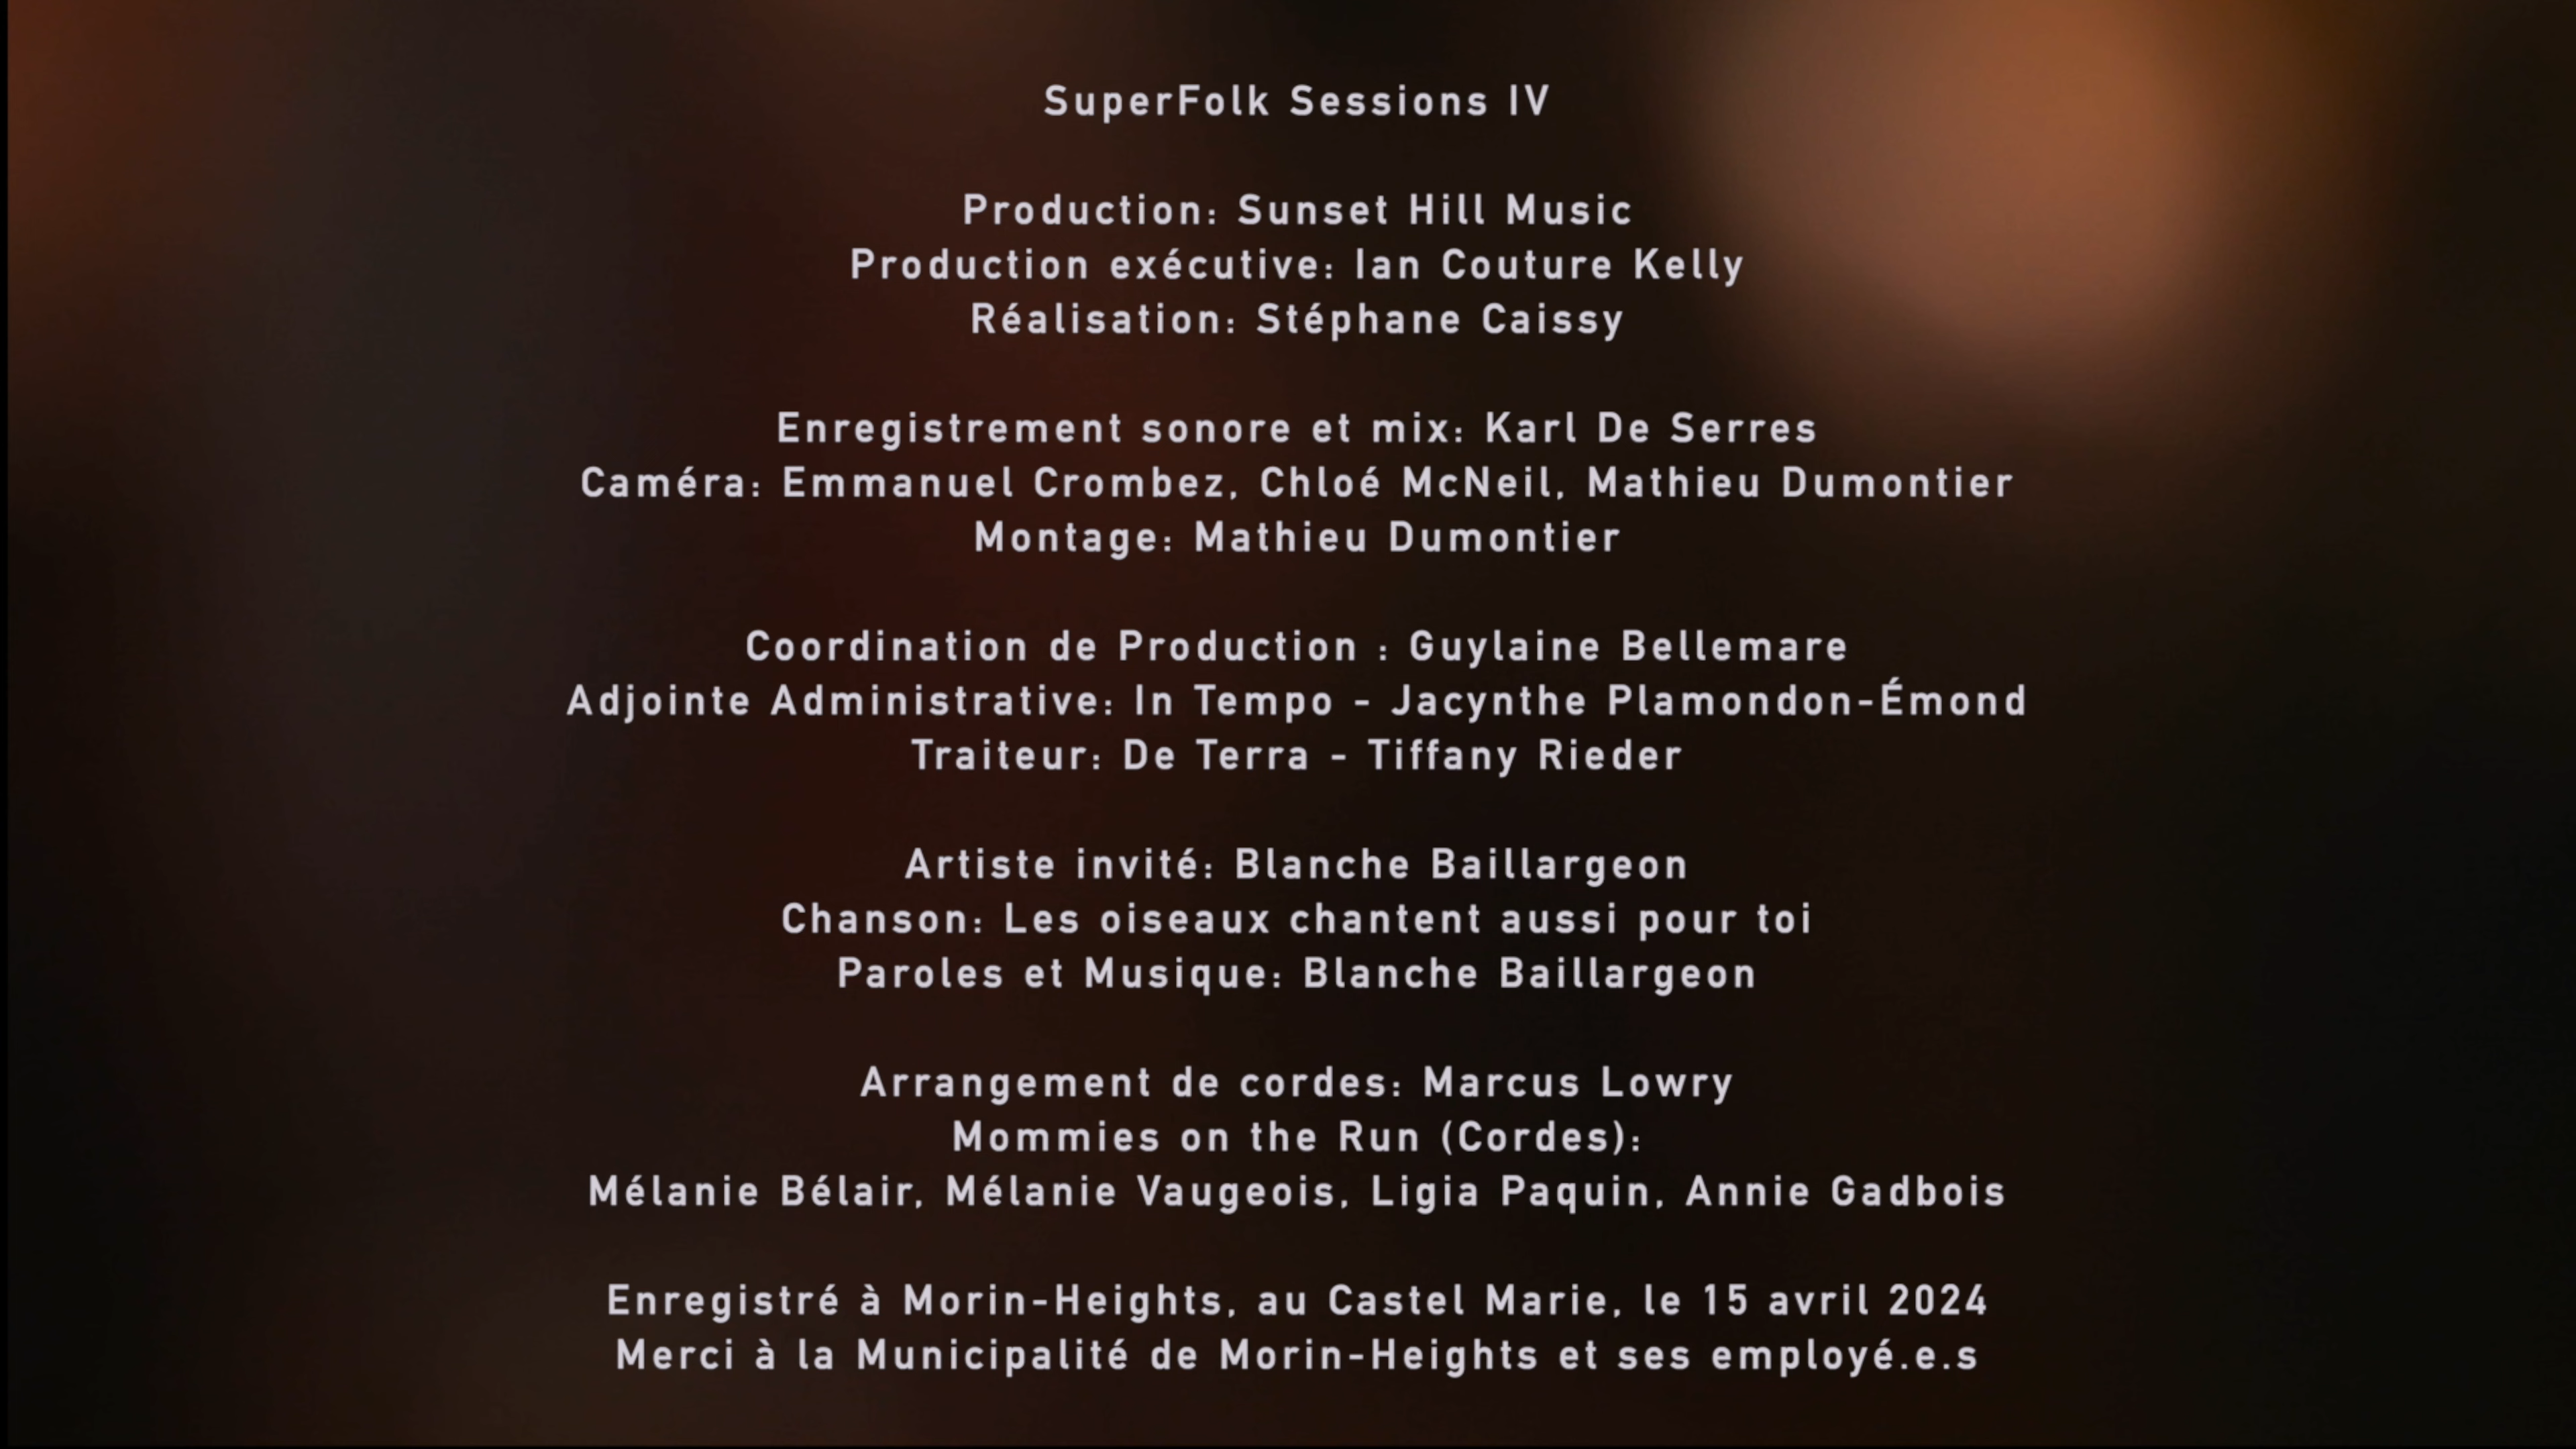 SuperFolk Sessions IV
Production: Sunset Hill Music
Production exécutive: Ian Couture Kelly
Réalisation: Stéphane Caissy
Enregistrement sonore et mix: Karl De Serres
Caméra: Emmanuel Crombez, Chloé McNeil, Mathieu Dumontier
Montage: Mathieu Dumontier
Coordination de Production : Guylaine Bellemare
Adjointe Administrative: In Tempo - Jacynthe Plamondon-Émond
Traiteur: De Terra - Tiffany Rieder
Artiste invité: Blanche Baillargeon
Chanson: Les oiseaux chantent aussi pour toi
Paroles et Musique: Blanche Baillargeon
Arrangement de cordes: Marcus Lowry
Mommies on the Run (Cordes):
Mélanie Bélair, Mélanie Vaugeois, Ligia Paquin, Annie Gadbois
Enregistré à Morin-Heights, au Castel Marie, le 15 avril 2024
Merci à la Municipalité de Morin-Heights et ses employé.e.s